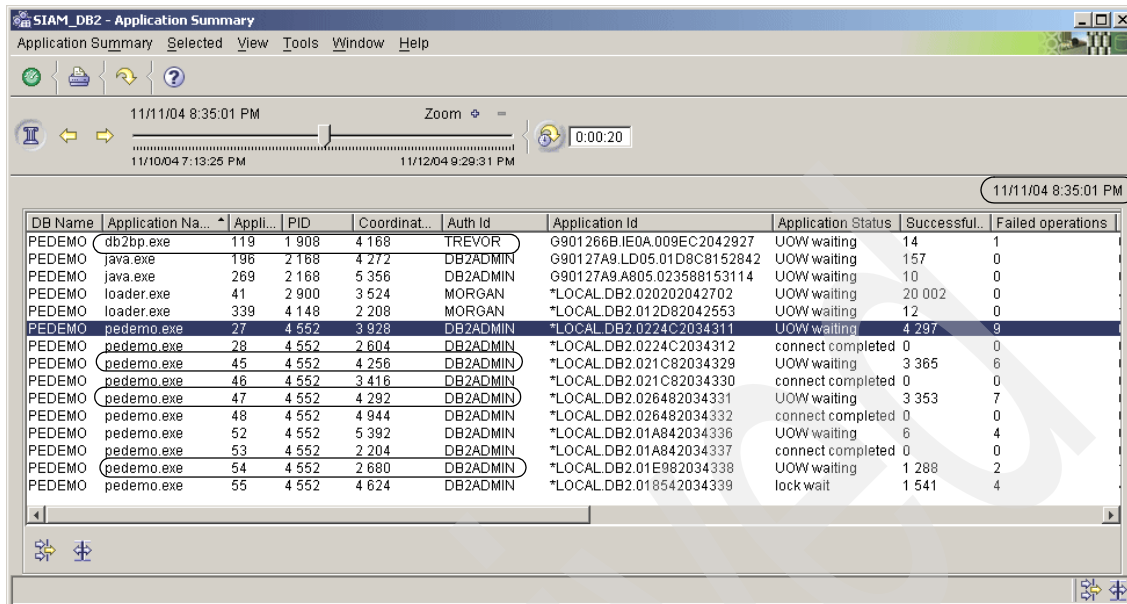 SIAM_DB2 - Application Summary
Application Summary Selected View Tools Window Help
11/11/04 8:35:01 PM Zoom
0:00:20
11/10/04 7:13:25 PM 11/12/04 9:29:31 PM
11/11/04 8:35:01 PM
DB Name Application Na... Appli... PID Coordinat... Auth Id Application Id Application Status Successful... Failed operations
PEDEMO db2bp.exe 119 1 908 4 168 TREVOR G901266B.IE0A.009EC2042927 UOW waiting 14 1
PEDEMO java.exe 196 2 168 4 272 DB2ADMIN G90127A9.LD05.01D8C8152842 UOW waiting 157 0
PEDEMO java.exe 269 2 168 5 356 DB2ADMIN G90127A9.A805.023588153114 UOW waiting 10 0
PEDEMO loader.exe 41 2 900 3 524 MORGAN *LOCAL.DB2.020202042702 UOW waiting 20 002 0
PEDEMO loader.exe 339 4 148 2 208 MORGAN *LOCAL.DB2.012D82042553 UOW waiting 12 0
PEDEMO pedemo.exe 27 4 552 3 928 DB2ADMIN *LOCAL.DB2.0224C2034311 UOW waiting 4 297 9
PEDEMO pedemo.exe 28 4 552 2 604 DB2ADMIN *LOCAL.DB2.0224C2034312 connect completed 0 0
PEDEMO pedemo.exe 45 4 552 4 256 DB2ADMIN *LOCAL.DB2.021C82034329 UOW waiting 3 365 6
PEDEMO pedemo.exe 46 4 552 3 416 DB2ADMIN *LOCAL.DB2.021C82034330 connect completed 0 0
PEDEMO pedemo.exe 47 4 552 4 292 DB2ADMIN *LOCAL.DB2.026482034331 UOW waiting 3 353 7
PEDEMO pedemo.exe 48 4 552 4 944 DB2ADMIN *LOCAL.DB2.026482034332 connect completed 0 0
PEDEMO pedemo.exe 52 4 552 5 392 DB2ADMIN *LOCAL.DB2.01A842034336 UOW waiting 6 4
PEDEMO pedemo.exe 53 4 552 2 204 DB2ADMIN *LOCAL.DB2.01A842034337 connect completed 0 0
PEDEMO pedemo.exe 54 4 552 2 680 DB2ADMIN *LOCAL.DB2.01E982034338 UOW waiting 1 288 2
PEDEMO pedemo.exe 55 4 552 4 624 DB2ADMIN *LOCAL.DB2.018542034339 lock wait 1 541 4